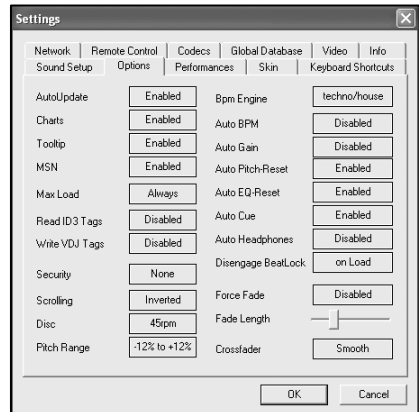 Settings
Network Remote Control Codecs Global Database Video Info
Sound Setup Options Performances Skin Keyboard Shortcuts
AutoUpdate Enabled
Charts Enabled
Tooltip Enabled
MSN Enabled
Max Load Always
Read ID3 Tags Disabled
Write VDJ Tags Disabled
Security None
Scrolling Inverted
Disc 45rpm
Pitch Range -12% to +12%
Bpm Engine techno/house
Auto BPM Disabled
Auto Gain Disabled
Auto Pitch-Reset Enabled
Auto EQ-Reset Enabled
Auto Cue Enabled
Auto Headphones Disabled
Disengage BeatLock on Load
Force Fade Disabled
Fade Length
Crossfader Smooth
OK Cancel